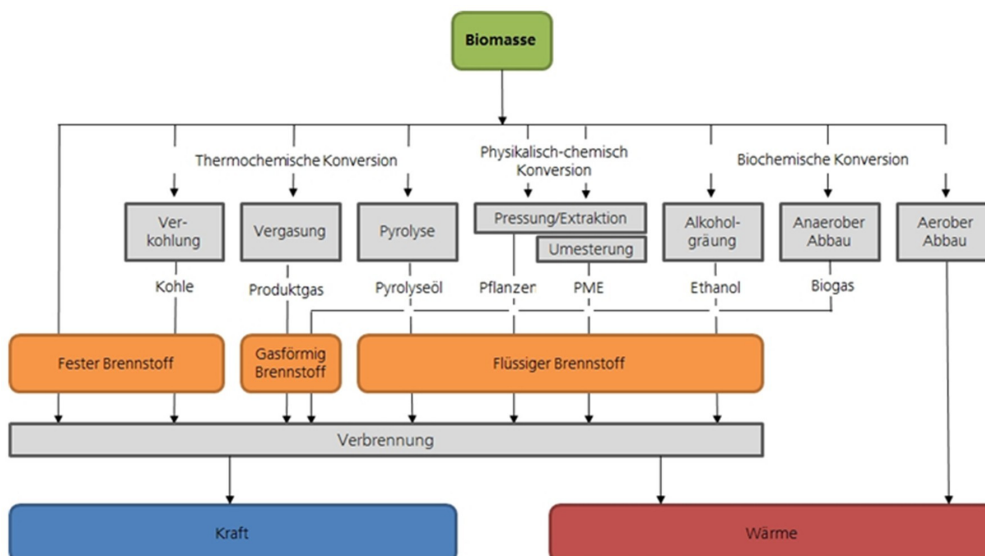 Biomasse
Thermochemische Konversion
Physikalisch-chemisch
Konversion
Biochemische Konversion
Ver-
kohlung
Vergasung
Pyrolyse
Pressung/Extraktion
Umesterung
Alkohol-
gräung
Anaerober
Abbau
Aerober
Abbau
Kohle
Produktgas
Pyrolyseöl
Pflanzen
PME
Ethanol
Biogas
Fester Brennstoff
Gasförmig
Brennstoff
Flüssiger Brennstoff
Verbrennung
Kraft
Wärme